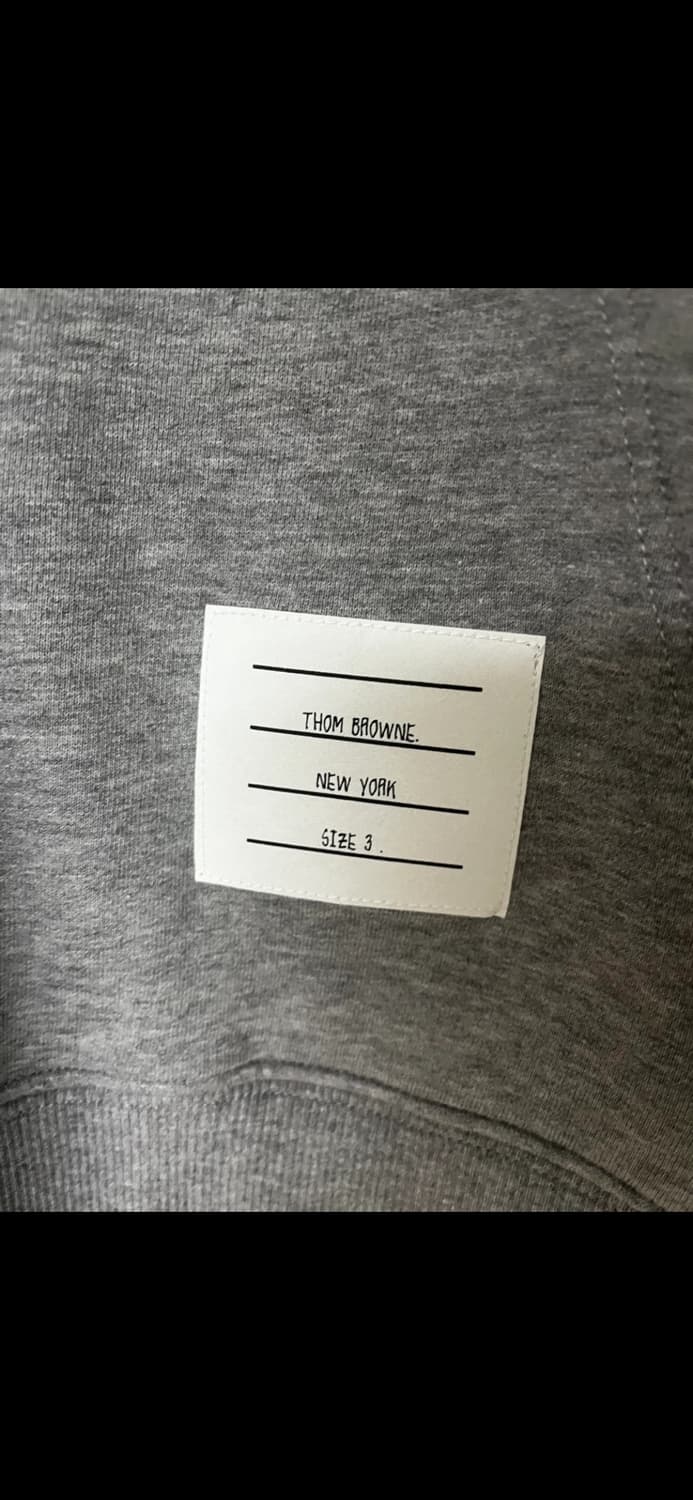 THOM BROWNE.
NEW YORK
SIZE 3 .